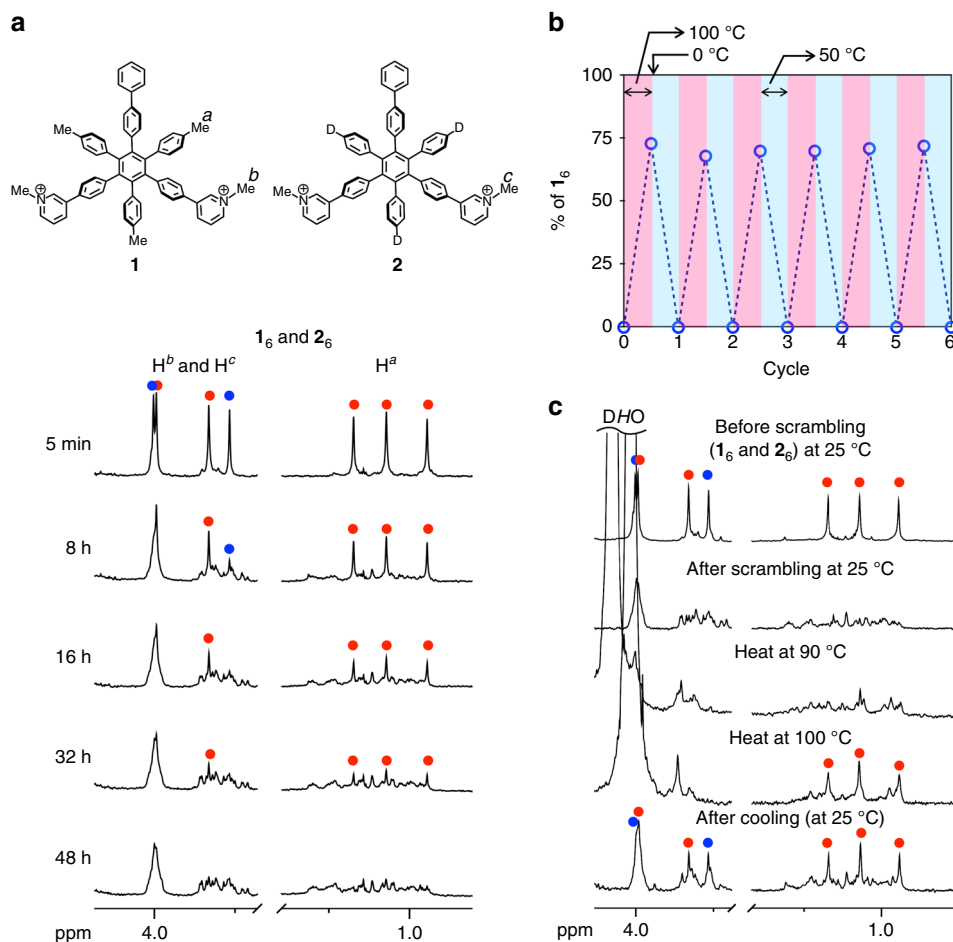 a
Me
Me
a
N
+
Me
N
+
Me
b
Me
1
D
D
N
+
Me
N
+
Me
c
D
2
1₆ and 2₆
Hᵇ and Hᶜ
Hᵃ
5 min
8 h
16 h
32 h
48 h
ppm
4.0
1.0
b
100 °C
0 °C
50 °C
100
75
50
25
0
% of 1₆
0 1 2 3 4 5 6
Cycle
c
DHO
Before scrambling
(1₆ and 2₆) at 25 °C
After scrambling at 25 °C
Heat at 90 °C
Heat at 100 °C
After cooling (at 25 °C)
ppm
4.0
1.0